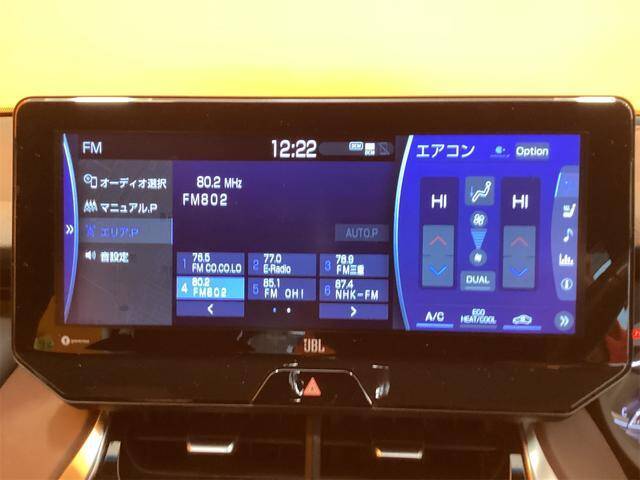 FM
12:22
DCM
オーディオ選択
マニュアル.P
エリア.P
音設定
80.2 MHz
FM802
AUTO.P
1 76.5 FM CO.CO.LO
2 77.0 E-Radio
3 78.9 FM三重
4 80.2 FM802
5 85.1 FM OH!
6 87.4 NHK-FM
エアコン
Option
HI
HI
DUAL
A/C
ECO HEAT/COOL
JBL